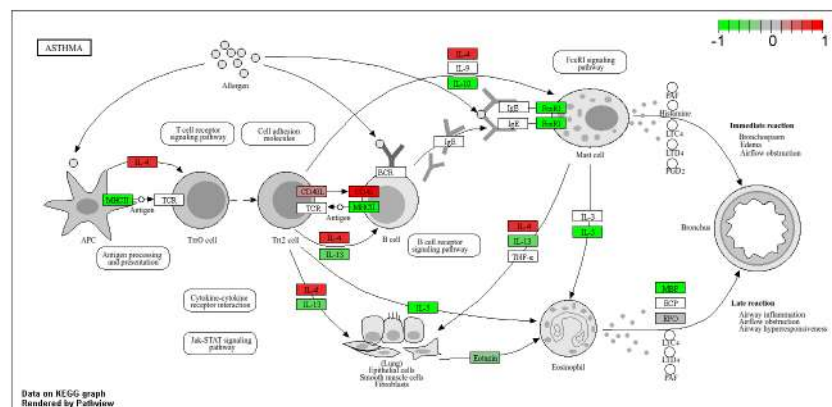 ASTHMA
-1 0 1
Allergen
IL-4
IL-9
IL-10
FcεRI signaling
pathway
T cell receptor
signaling pathway
Cell adhesion
molecules
IgE
FcεRI
IgE
FcεRI
Mast cell
PAF
Histamine
LTC4
LTD4
PGD2
Immediate reaction
Bronchospasm
Edema
Airflow obstruction
IL-4
BCR
IgE
MHCII
Antigen
TCR
CD40L
CD40
TCR
Antigen
MHCII
APC
Th0 cell
Th2 cell
B cell
IL-4
IL-13
B cell receptor
signaling pathway
Antigen processing
and presentation
IL-4
IL-13
TNF-α
IL-3
IL-5
Bronchus
Cytokine-cytokine
receptor interaction
IL-4
IL-13
IL-5
Jak-STAT signaling
pathway
MBP
ECP
EPO
Late reaction
Airway inflammation
Airflow obstruction
Airway hyperresponsiveness
LTC4
LTD4
PAF
Eotaxin
Eosinophil
(Lung)
Epithelial cells
Smooth muscle cells
Fibroblasts
Data on KEGG graph
Rendered by Pathview